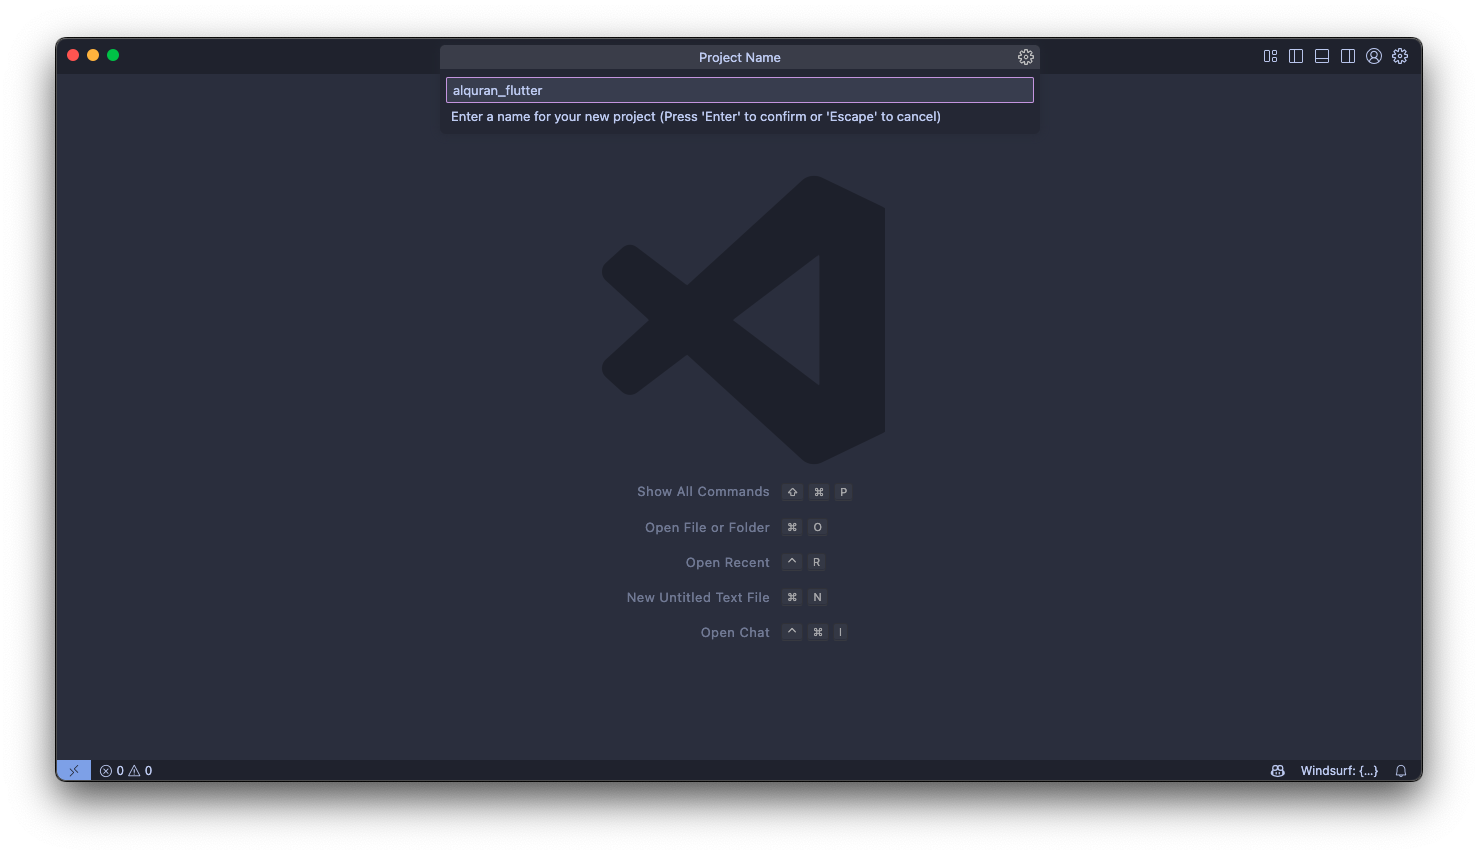 Project Name
alquran_flutter
Enter a name for your new project (Press 'Enter' to confirm or 'Escape' to cancel)
Show All Commands ⇧ ⌘ P
Open File or Folder ⌘ O
Open Recent ^ R
New Untitled Text File ⌘ N
Open Chat ^ ⌘ I
0 0
Windsurf: {...}